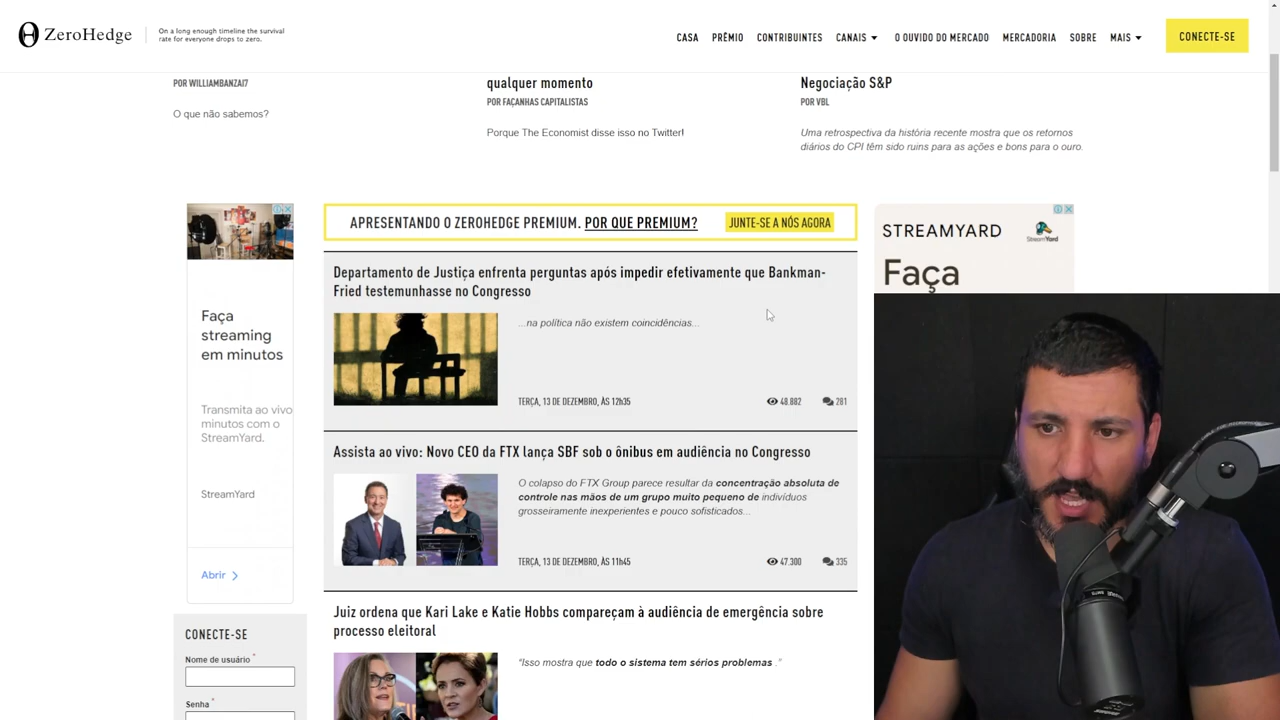 ZeroHedge
On a long enough timeline the survival
rate for everyone drops to zero.
CASA PRÊMIO CONTRIBUINTES CANAIS O OUVIDO DO MERCADO MERCADORIA SOBRE MAIS CONECTE-SE
POR WILLIAMBANZAI7
O que não sabemos?
qualquer momento
POR FAÇANHAS CAPITALISTAS
Porque The Economist disse isso no Twitter!
Negociação S&P
POR VBL
Uma retrospectiva da história recente mostra que os retornos
diários do CPI têm sido ruins para as ações e bons para o ouro.
Faça
streaming
em minutos
Transmita ao vivo
minutos com o
StreamYard.
StreamYard
Abrir
CONECTE-SE
Nome de usuário *
Senha *
APRESENTANDO O ZEROHEDGE PREMIUM. POR QUE PREMIUM? JUNTE-SE A NÓS AGORA
Departamento de Justiça enfrenta perguntas após impedir efetivamente que Bankman-
Fried testemunhasse no Congresso
...na política não existem coincidências...
TERÇA, 13 DE DEZEMBRO, ÀS 12h35 48.882 281
Assista ao vivo: Novo CEO da FTX lança SBF sob o ônibus em audiência no Congresso
O colapso do FTX Group parece resultar da concentração absoluta de
controle nas mãos de um grupo muito pequeno de indivíduos
grosseiramente inexperientes e pouco sofisticados...
TERÇA, 13 DE DEZEMBRO, ÀS 11h45 47.300 335
Juiz ordena que Kari Lake e Katie Hobbs compareçam à audiência de emergência sobre
processo eleitoral
“Isso mostra que todo o sistema tem sérios problemas .”
STREAMYARD
StreamYard
Faça